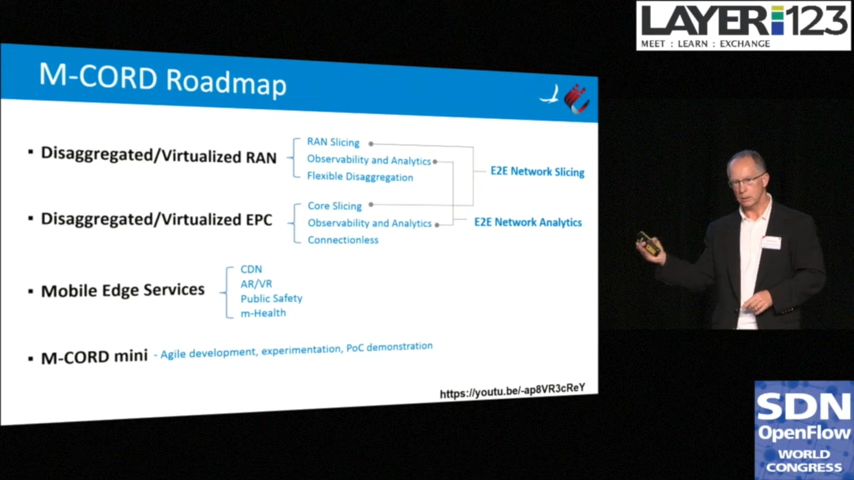 LAYER123
MEET : LEARN : EXCHANGE
M-CORD Roadmap
▪ Disaggregated/Virtualized RAN
RAN Slicing
Observability and Analytics
Flexible Disaggregation
E2E Network Slicing
▪ Disaggregated/Virtualized EPC
Core Slicing
Observability and Analytics
Connectionless
E2E Network Analytics
▪ Mobile Edge Services
CDN
AR/VR
Public Safety
m-Health
▪ M-CORD mini - Agile development, experimentation, PoC demonstration
https://youtu.be/-ap8VR3cReY
SDN
OpenFlow
WORLD
CONGRESS